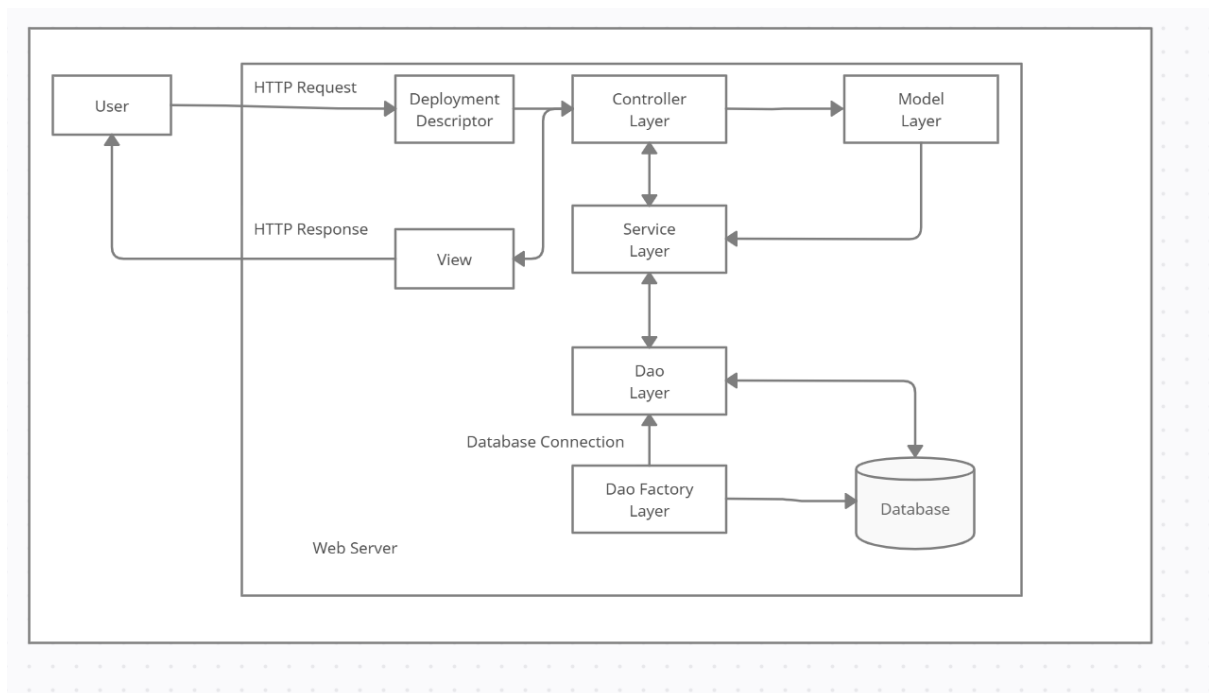 HTTP Request
User
Deployment
Descriptor
Controller
Layer
Model
Layer
HTTP Response
View
Service
Layer
Dao
Layer
Database Connection
Dao Factory
Layer
Database
Web Server